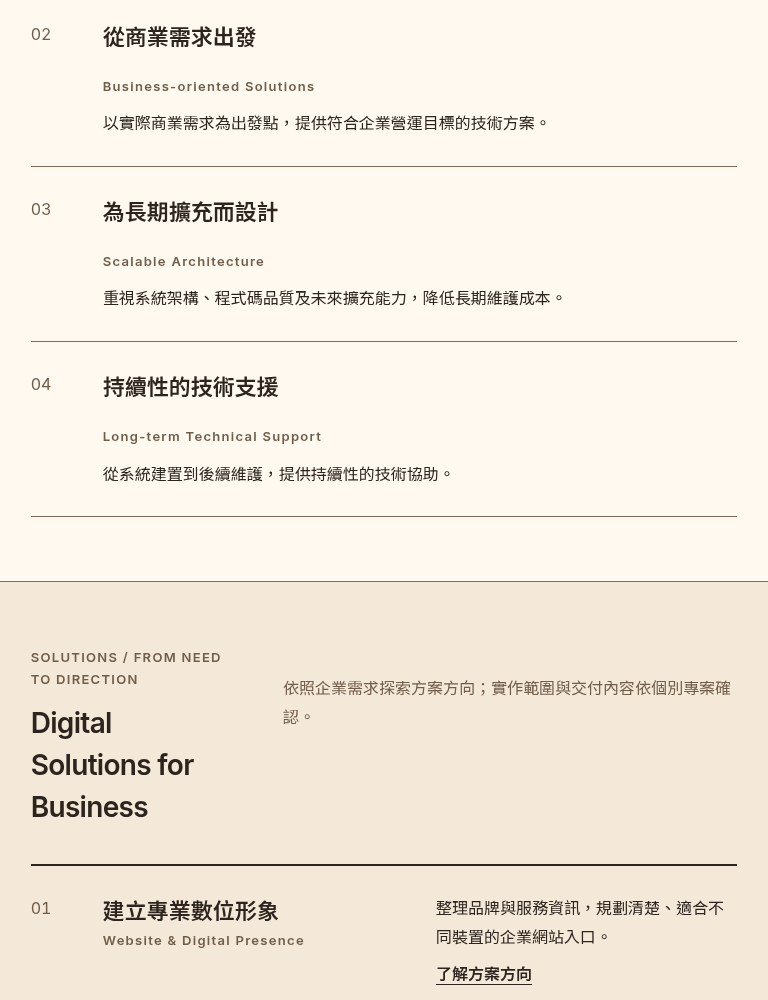 02
從商業需求出發
Business-oriented Solutions
以實際商業需求為出發點，提供符合企業營運目標的技術方案。
03
為長期擴充而設計
Scalable Architecture
重視系統架構、程式碼品質及未來擴充能力，降低長期維護成本。
04
持續性的技術支援
Long-term Technical Support
從系統建置到後續維護，提供持續性的技術協助。
SOLUTIONS / FROM NEED
TO DIRECTION
Digital
Solutions for
Business
依照企業需求探索方案方向；實作範圍與交付內容依個別專案確
認。
01
建立專業數位形象
Website & Digital Presence
整理品牌與服務資訊，規劃清楚、適合不
同裝置的企業網站入口。
了解方案方向